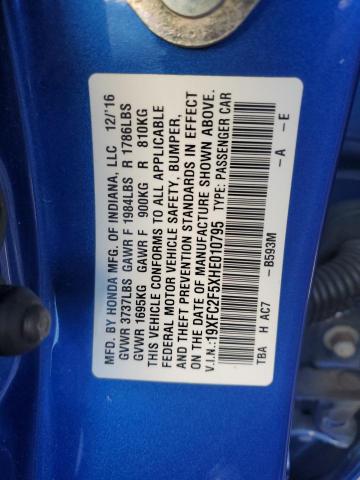 MFD. BY HONDA MFG. OF INDIANA, LLC 12/'16
GVWR 3737LBS GAWR F 1984LBS R 1786LBS
GVWR 1695KG GAWR F 900KG R 810KG
THIS VEHICLE CONFORMS TO ALL APPLICABLE
FEDERAL MOTOR VEHICLE SAFETY, BUMPER,
AND THEFT PREVENTION STANDARDS IN EFFECT
ON THE DATE OF MANUFACTURE SHOWN ABOVE.
V.I.N.:19XFC2F5XHE010795 TYPE: PASSENGER CAR
TBA H AC7 -B593M -A -E